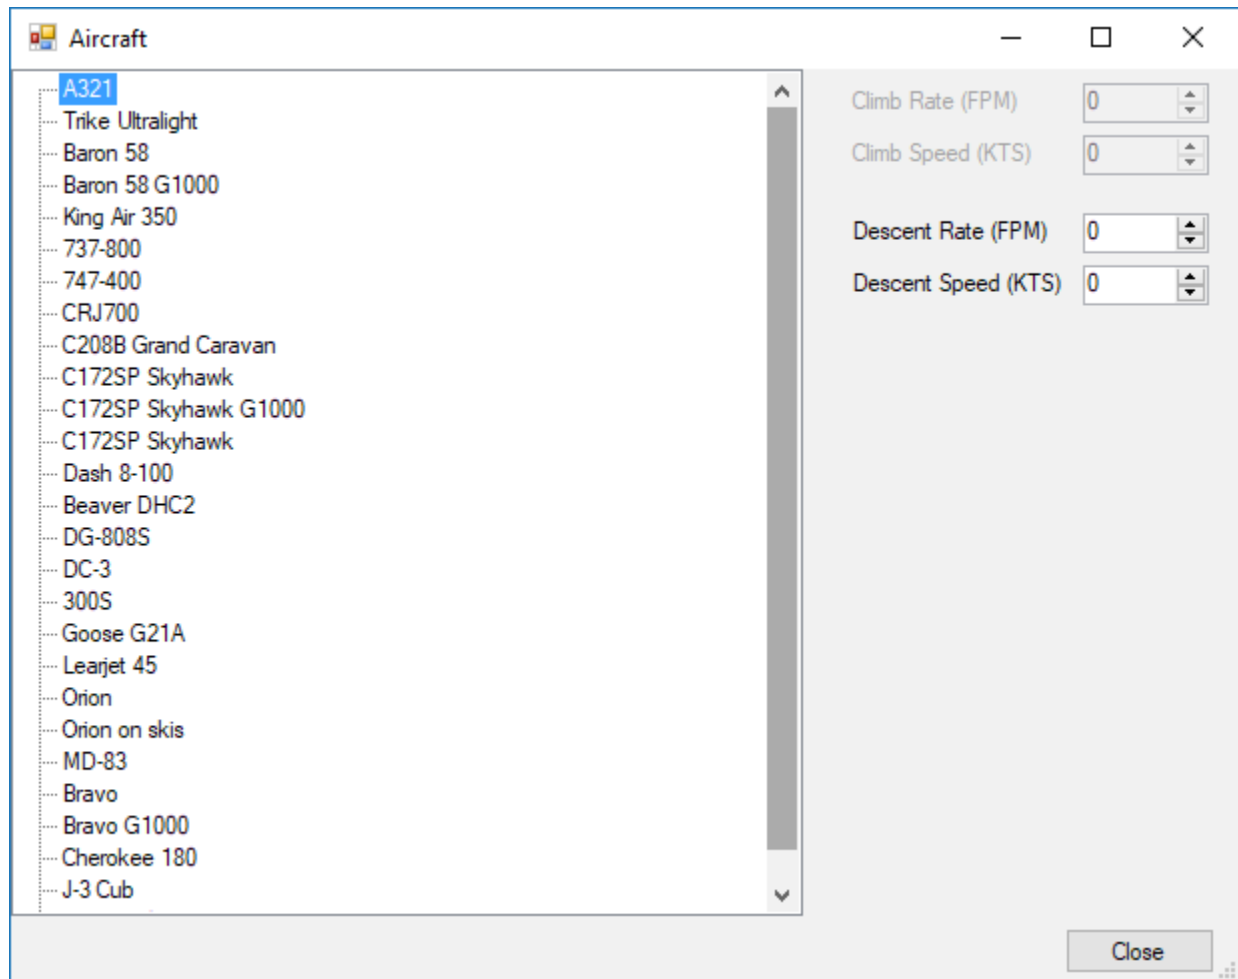 Aircraft
A321
Trike Ultralight
Baron 58
Baron 58 G1000
King Air 350
737-800
747-400
CRJ700
C208B Grand Caravan
C172SP Skyhawk
C172SP Skyhawk G1000
C172SP Skyhawk
Dash 8-100
Beaver DHC2
DG-808S
DC-3
300S
Goose G21A
Learjet 45
Orion
Orion on skis
MD-83
Bravo
Bravo G1000
Cherokee 180
J-3 Cub
Climb Rate (FPM) 0
Climb Speed (KTS) 0
Descent Rate (FPM) 0
Descent Speed (KTS) 0
Close